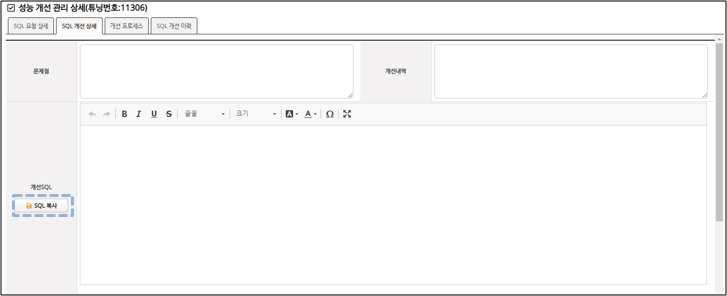 성능 개선 관리 상세(튜닝번호:11306)
SQL 요청 상세 SQL 개선 상세 개선 프로세스 SQL 개선 이력
문제점 개선내역
B I U S 글꼴 크기 A A Ω
개선SQL
SQL 복사